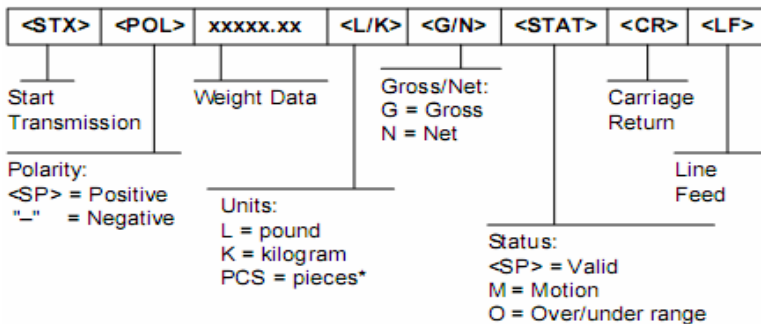 <STX> <POL> xxxxx.xx <L/K> <G/N> <STAT> <CR> <LF>
Start
Transmission
Weight Data
Gross/Net:
G = Gross
N = Net
Carriage
Return
Polarity:
<SP> = Positive
"–" = Negative
Line
Feed
Units:
L = pound
K = kilogram
PCS = pieces*
Status:
<SP> = Valid
M = Motion
O = Over/under range